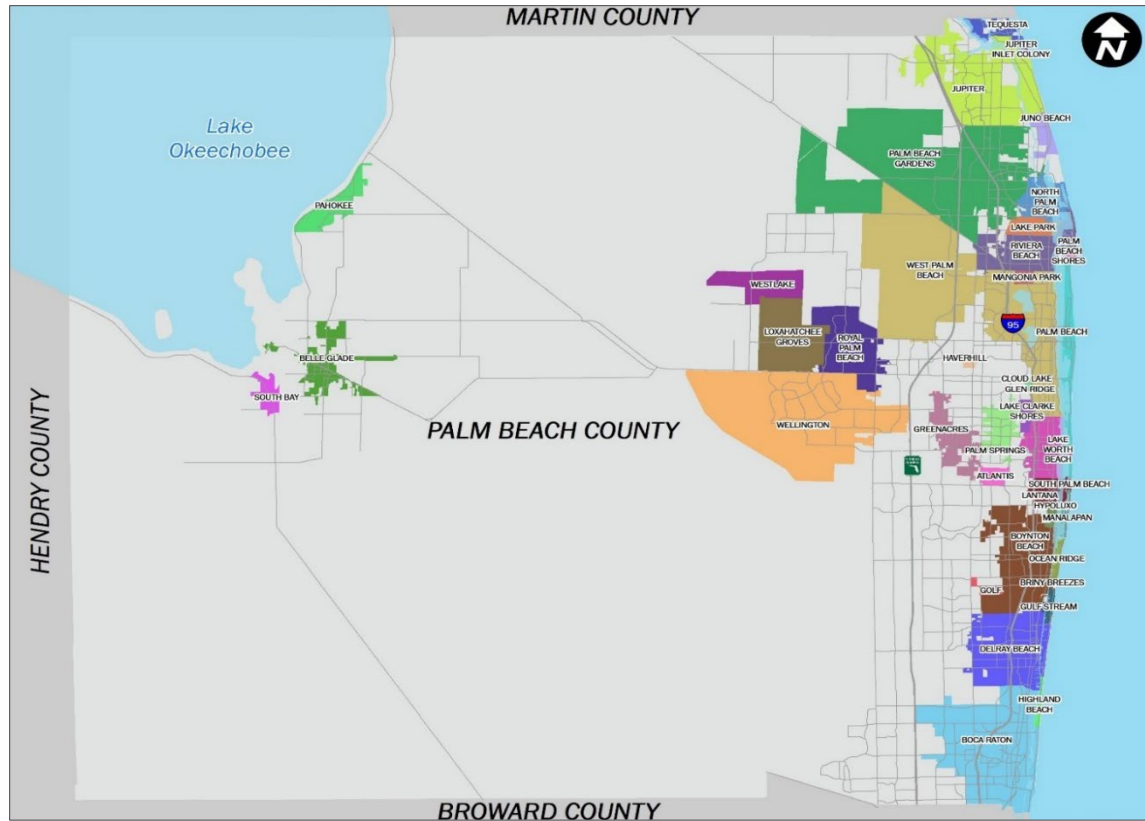 MARTIN COUNTY
TEQUESTA
N
JUPITER
INLET COLONY
JUPITER
JUNO BEACH
Lake
Okeechobee
PALM BEACH
GARDENS
PAHOKEE
NORTH
PALM
BEACH
LAKE PARK
RIVIERA
BEACH
PALM
BEACH
SHORES
WEST PALM
BEACH
MANGONIA PARK
WESTLAKE
95
LOXAHATCHEE
GROVES
ROYAL
PALM
BEACH
PALM BEACH
BELLE GLADE
HAVERHILL
CLOUD LAKE
GLEN RIDGE
SOUTH BAY
LAKE CLARKE
SHORES
WELLINGTON
GREENACRES
PALM BEACH COUNTY
LAKE
WORTH
BEACH
PALM SPRINGS
HENDRY COUNTY
ATLANTIS
SOUTH PALM BEACH
LANTANA
HYPOLUXO
MANALAPAN
BOYNTON
BEACH
OCEAN RIDGE
BRINY BREEZES
GOLF
GULF STREAM
DELRAY BEACH
HIGHLAND
BEACH
BOCA RATON
BROWARD COUNTY